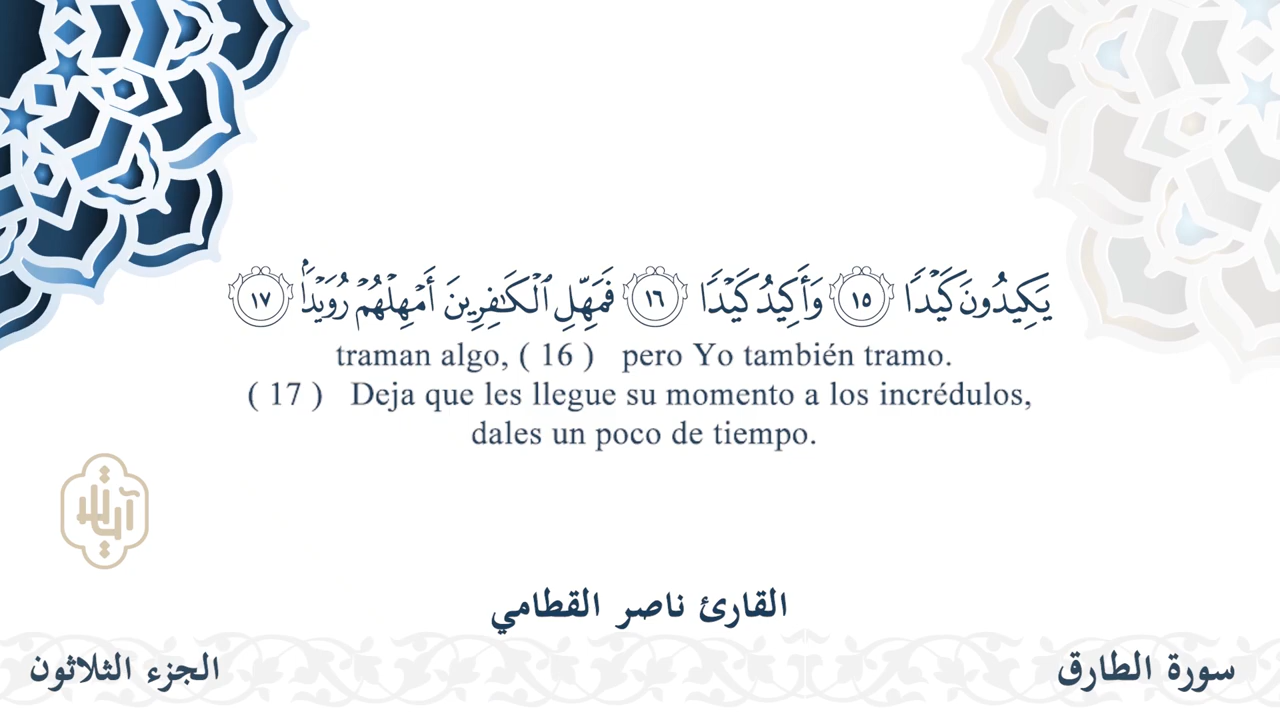 يَكِيدُونَ كَيْدًا ١٥ وَأَكِيدُ كَيْدًا ١٦ فَمَهِّلِ ٱلْكَٰفِرِينَ أَمْهِلْهُمْ رُوَيْدًۢا ١٧
traman algo, ( 16 ) pero Yo también tramo.
( 17 ) Deja que les llegue su momento a los incrédulos,
dales un poco de tiempo.
القارئ ناصر القطامي
سورة الطارق
الجزء الثلاثون